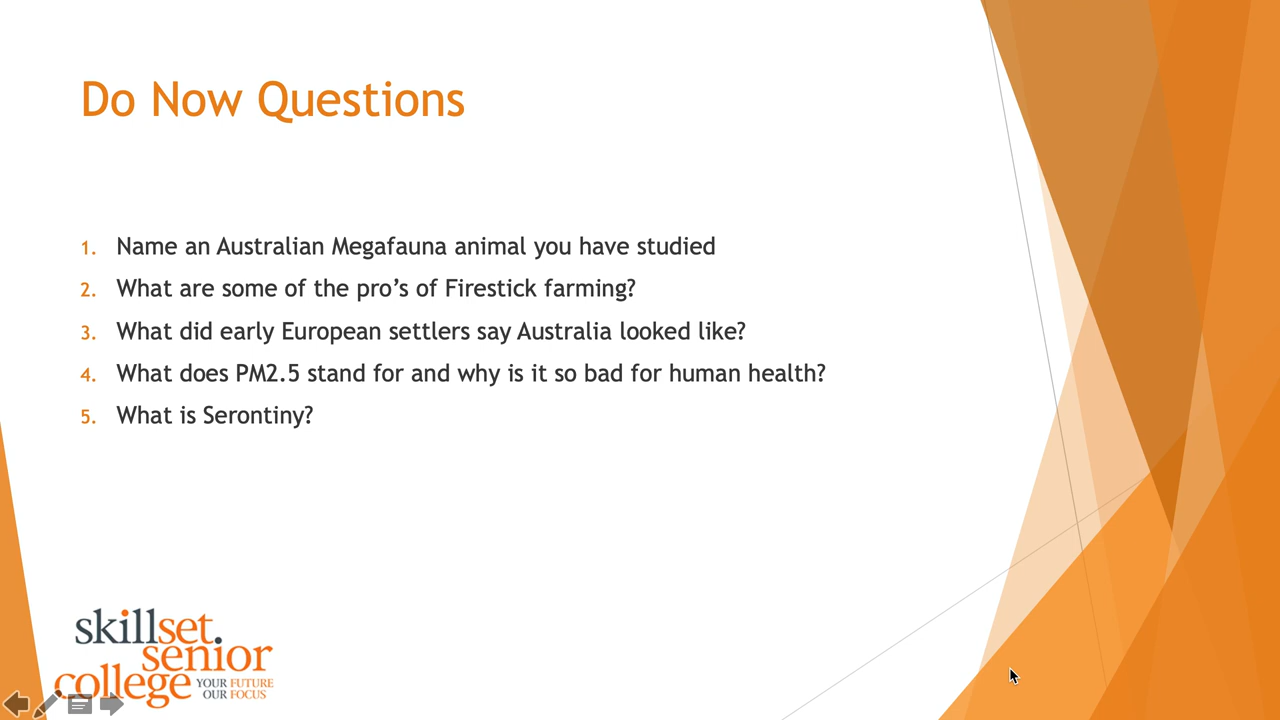 Do Now Questions
1. Name an Australian Megafauna animal you have studied
2. What are some of the pro’s of Firestick farming?
3. What did early European settlers say Australia looked like?
4. What does PM2.5 stand for and why is it so bad for human health?
5. What is Serontiny?
skillset.
senior
college YOUR FUTURE
OUR FOCUS